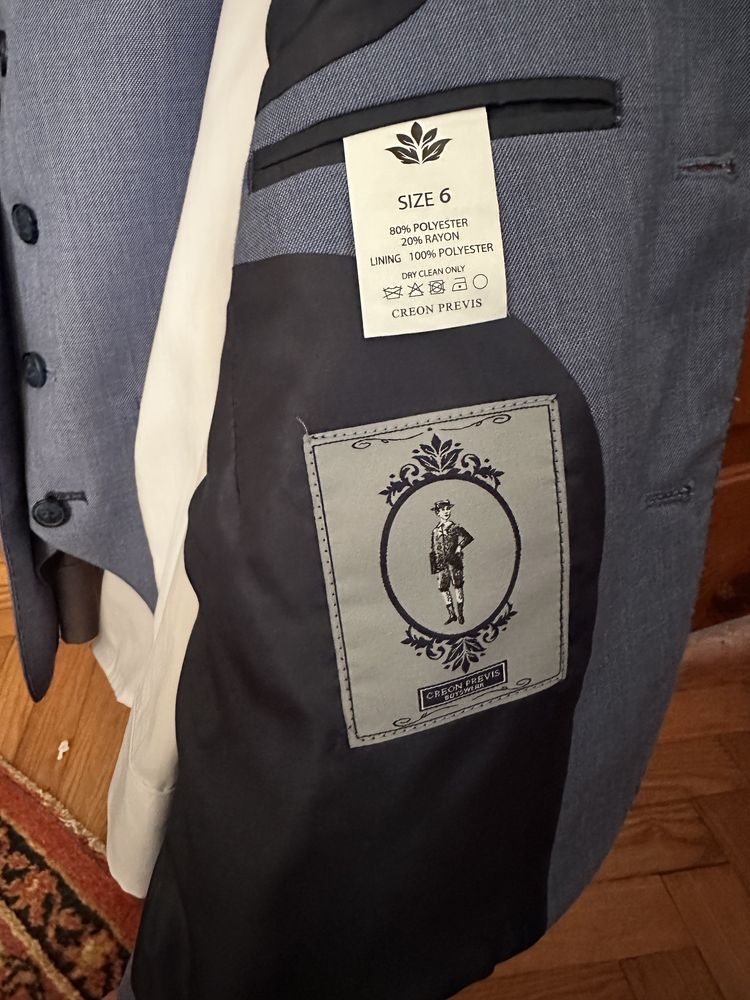 SIZE 6
80% POLYESTER
20% RAYON
LINING 100% POLYESTER
DRY CLEAN ONLY
CREON PREVIS
CREON PREVIS
BOYSWEAR